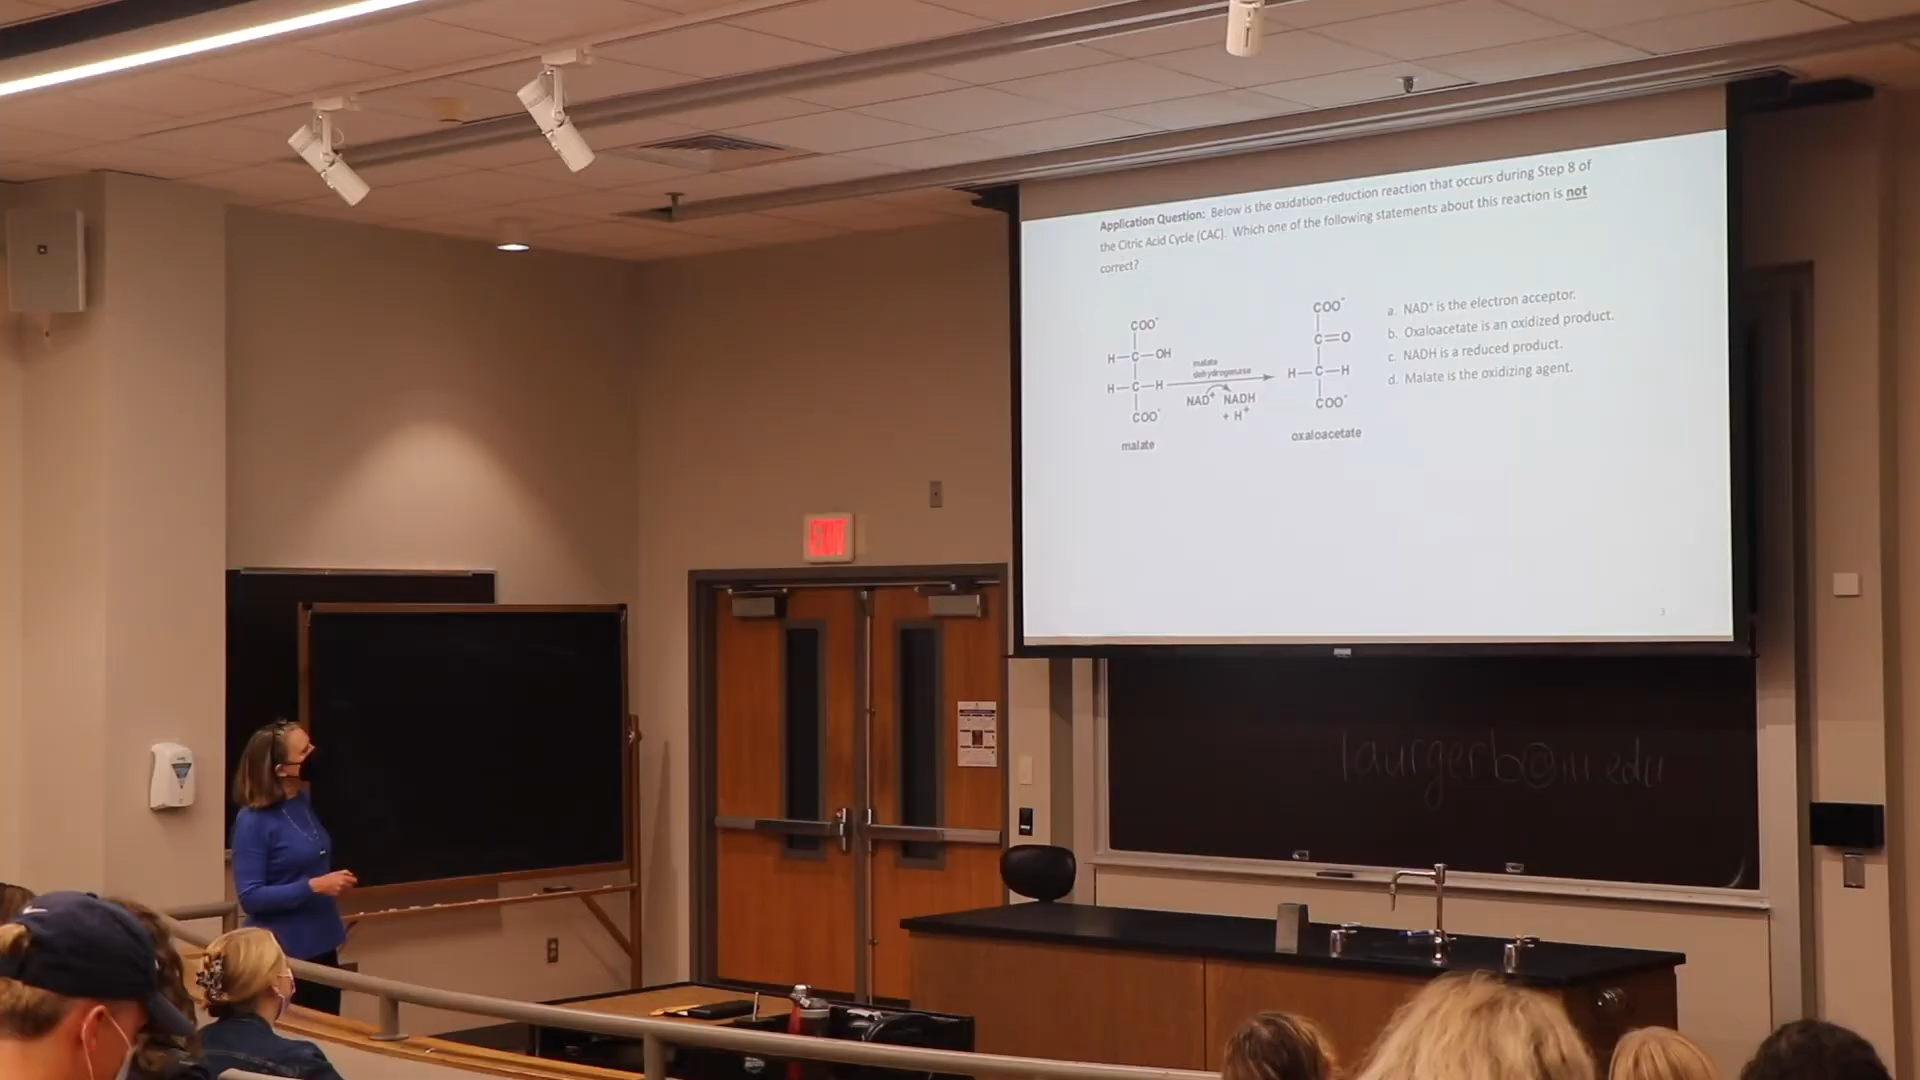 EXIT
Application Question: Below is the oxidation-reduction reaction that occurs during Step 8 of
the Citric Acid Cycle (CAC). Which one of the following statements about this reaction is not
correct?
COO⁻
H—C—OH
H—C—H
COO⁻
malate
malate
dehydrogenase
NAD⁺ NADH
+ H⁺
COO⁻
C=O
H—C—H
COO⁻
oxaloacetate
a. NAD⁺ is the electron acceptor.
b. Oxaloacetate is an oxidized product.
c. NADH is a reduced product.
d. Malate is the oxidizing agent.
3